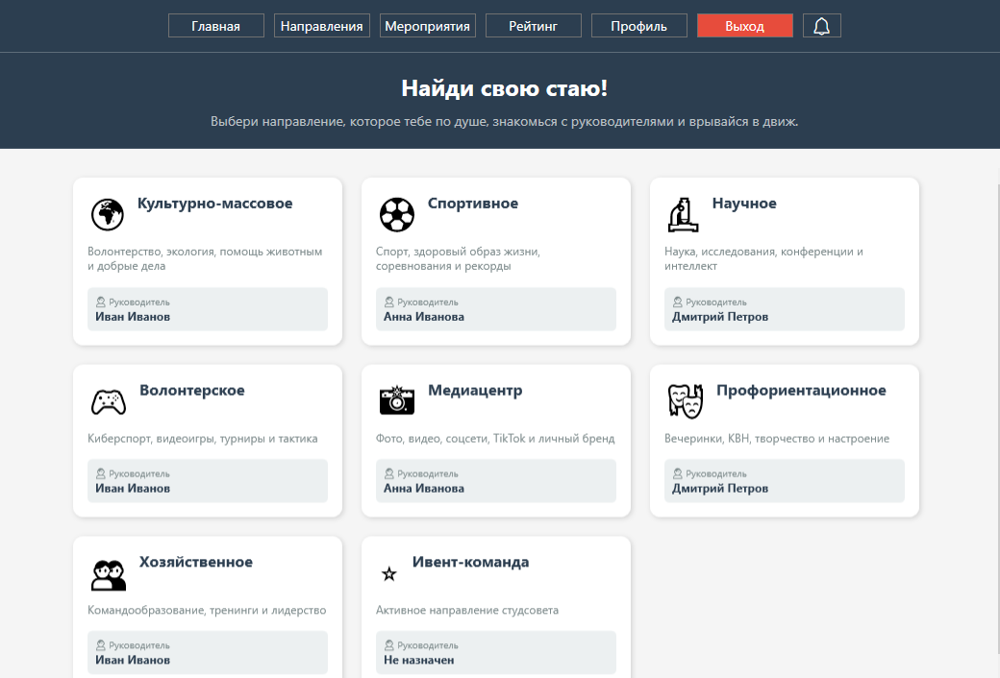 Главная Направления Мероприятия Рейтинг Профиль Выход
Найди свою стаю!
Выбери направление, которое тебе по душе, знакомься с руководителями и врывайся в движ.
Культурно-массовое
Волонтерство, экология, помощь животным
и добрые дела
Руководитель
Иван Иванов
Спортивное
Спорт, здоровый образ жизни,
соревнования и рекорды
Руководитель
Анна Иванова
Научное
Наука, исследования, конференции и
интеллект
Руководитель
Дмитрий Петров
Волонтерское
Киберспорт, видеоигры, турниры и тактика
Руководитель
Иван Иванов
Медиацентр
Фото, видео, соцсети, TikTok и личный бренд
Руководитель
Анна Иванова
Профориентационное
Вечеринки, КВН, творчество и настроение
Руководитель
Дмитрий Петров
Хозяйственное
Командообразование, тренинги и лидерство
Руководитель
Иван Иванов
Ивент-команда
Активное направление студсовета
Руководитель
Не назначен